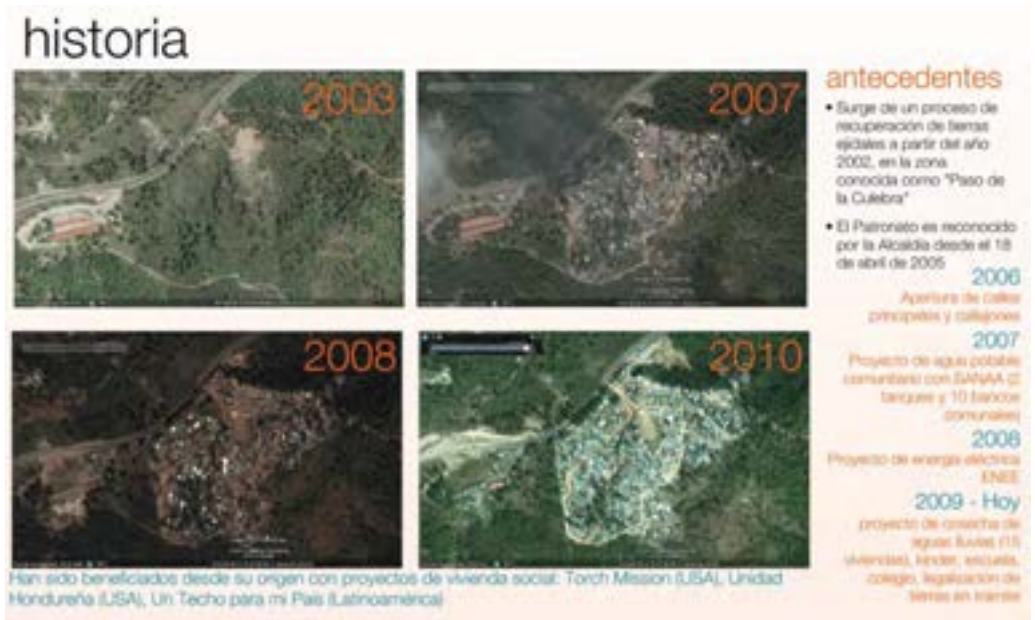 historia
2003
2007
2008
2010
antecedentes
• Surge de un proceso de
recuperación de tierras
ejidales a partir del año
2002, en la zona
conocida como "Paso de
la Culebra"
• El Patronato es reconocido
por la Alcaldía desde el 18
de abril de 2005
2006
Apertura de calles
principales y callejones
2007
Proyecto de agua potable
comunitario con SANAA (2
tanques y 10 bancos
comunales)
2008
Proyecto de energía eléctrica
ENEE
2009 - Hoy
proyecto de cosecha de
aguas lluvias (15
viviendas), kinder, escuela,
colegio, legalización de
tierras en trámite
Han sido beneficiados desde su origen con proyectos de vivienda social: Torch Mission (USA), Unidad
Hondureña (USA), Un Techo para mi País (Latinoamérica)